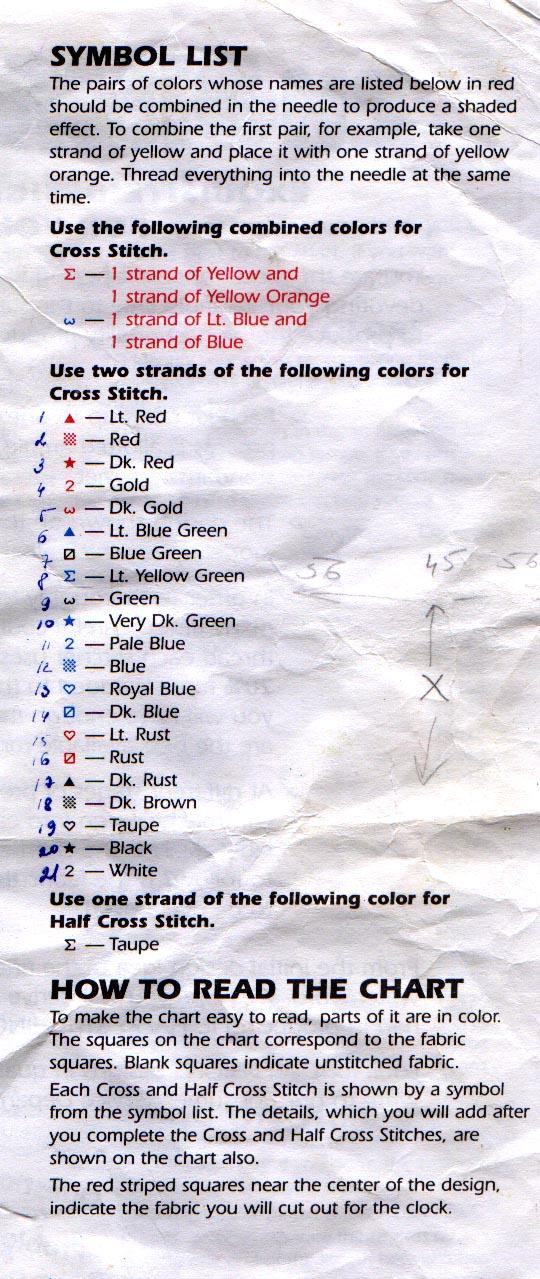 SYMBOL LIST
The pairs of colors whose names are listed below in red
should be combined in the needle to produce a shaded
effect. To combine the first pair, for example, take one
strand of yellow and place it with one strand of yellow
orange. Thread everything into the needle at the same
time.
Use the following combined colors for
Cross Stitch.
Σ — 1 strand of Yellow and
1 strand of Yellow Orange
ω — 1 strand of Lt. Blue and
1 strand of Blue
Use two strands of the following colors for
Cross Stitch.
1 ▲ — Lt. Red
2 ▩ — Red
3 ★ — Dk. Red
4 2 — Gold
5 ω — Dk. Gold
6 ▲ — Lt. Blue Green
7 ⧄ — Blue Green
8 Σ — Lt. Yellow Green 56 45 56
9 ω — Green
10 ★ — Very Dk. Green
11 2 — Pale Blue
12 ▩ — Blue
13 ♡ — Royal Blue X
14 ⧄ — Dk. Blue
15 ♡ — Lt. Rust
16 ⧄ — Rust
17 ▲ — Dk. Rust
18 ▩ — Dk. Brown
19 ♡ — Taupe
20 ★ — Black
21 2 — White
Use one strand of the following color for
Half Cross Stitch.
Σ — Taupe
HOW TO READ THE CHART
To make the chart easy to read, parts of it are in color.
The squares on the chart correspond to the fabric
squares. Blank squares indicate unstitched fabric.
Each Cross and Half Cross Stitch is shown by a symbol
from the symbol list. The details, which you will add after
you complete the Cross and Half Cross Stitches, are
shown on the chart also.
The red striped squares near the center of the design,
indicate the fabric you will cut out for the clock.